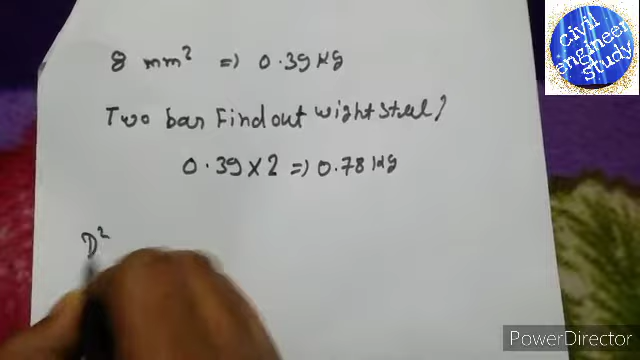 8 mm² => 0.39 kg
Two bar Find out wight steel?
0.39 x 2 => 0.78 kg
D²
civil
engineer
study
PowerDirector